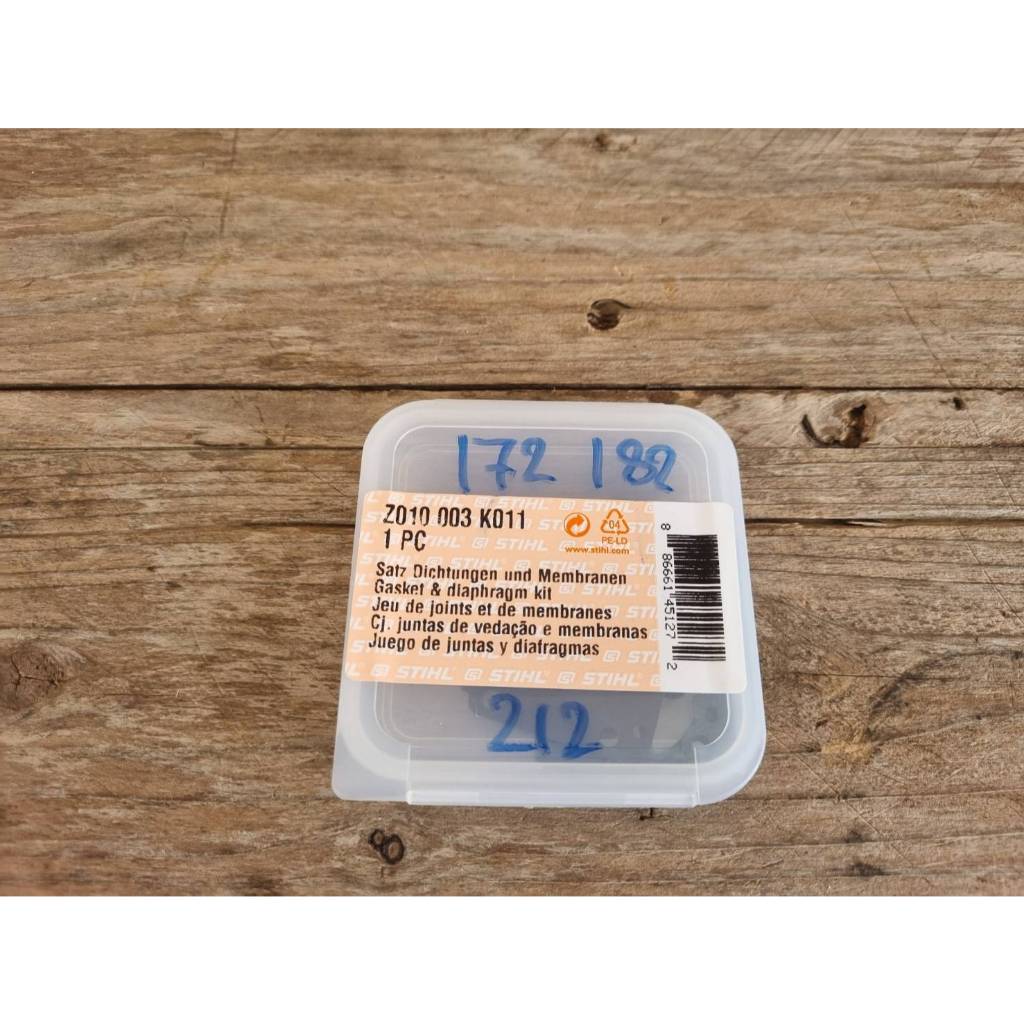 172 182
Z010 003 K011
1 PC
04
PE-LD
www.stihl.com
Satz Dichtungen und Membranen
Gasket & diaphragm kit
Jeu de joints et de membranes
Cj. juntas de vedação e membranas
Juego de juntas y diafragmas
STIHL
8 86661 45127 2
212